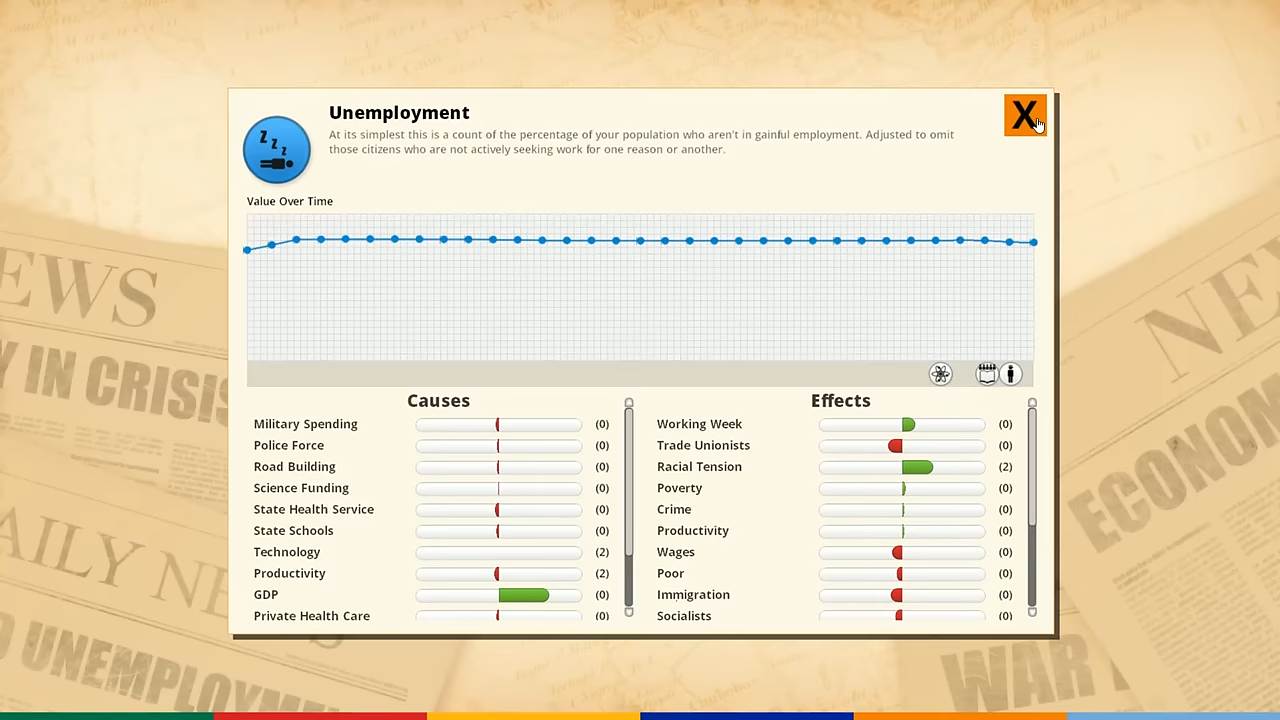 Unemployment
X
At its simplest this is a count of the percentage of your population who aren't in gainful employment. Adjusted to omit
those citizens who are not actively seeking work for one reason or another.
Z
Z
Z
Value Over Time
Causes
Military Spending (0)
Police Force (0)
Road Building (0)
Science Funding (0)
State Health Service (0)
State Schools (0)
Technology (2)
Productivity (2)
GDP (0)
Private Health Care (0)
Effects
Working Week (0)
Trade Unionists (0)
Racial Tension (2)
Poverty (0)
Crime (0)
Productivity (0)
Wages (0)
Poor (0)
Immigration (0)
Socialists (0)
EWS
Y IN CRISIS
AILY NE
UNEMPLOYM
NE
ECONOM
WAR